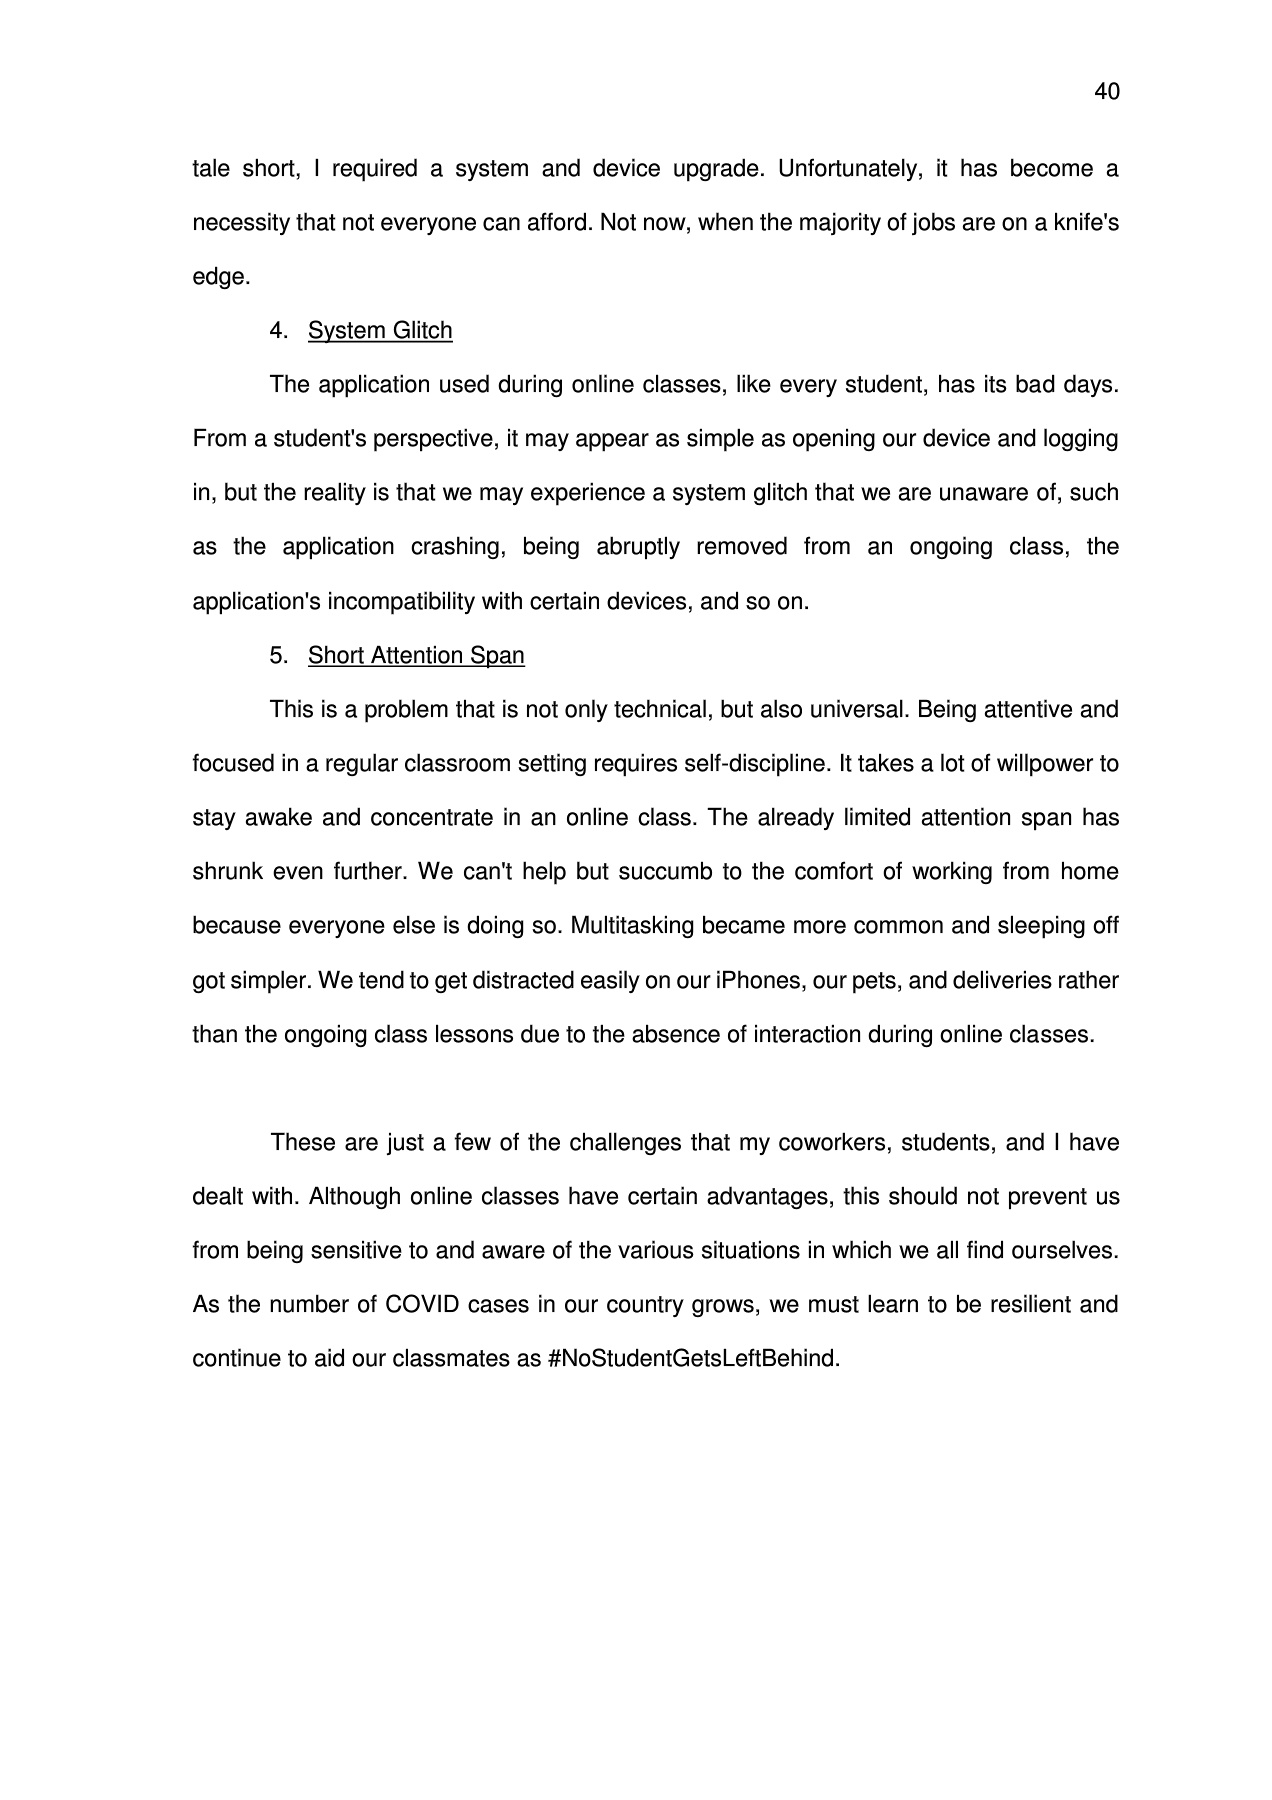 40
tale short, I required a system and device upgrade. Unfortunately, it has become a
necessity that not everyone can afford. Not now, when the majority of jobs are on a knife's
edge.
4. System Glitch
The application used during online classes, like every student, has its bad days.
From a student's perspective, it may appear as simple as opening our device and logging
in, but the reality is that we may experience a system glitch that we are unaware of, such
as the application crashing, being abruptly removed from an ongoing class, the
application's incompatibility with certain devices, and so on.
5. Short Attention Span
This is a problem that is not only technical, but also universal. Being attentive and
focused in a regular classroom setting requires self-discipline. It takes a lot of willpower to
stay awake and concentrate in an online class. The already limited attention span has
shrunk even further. We can't help but succumb to the comfort of working from home
because everyone else is doing so. Multitasking became more common and sleeping off
got simpler. We tend to get distracted easily on our iPhones, our pets, and deliveries rather
than the ongoing class lessons due to the absence of interaction during online classes.
These are just a few of the challenges that my coworkers, students, and I have
dealt with. Although online classes have certain advantages, this should not prevent us
from being sensitive to and aware of the various situations in which we all find ourselves.
As the number of COVID cases in our country grows, we must learn to be resilient and
continue to aid our classmates as #NoStudentGetsLeftBehind.